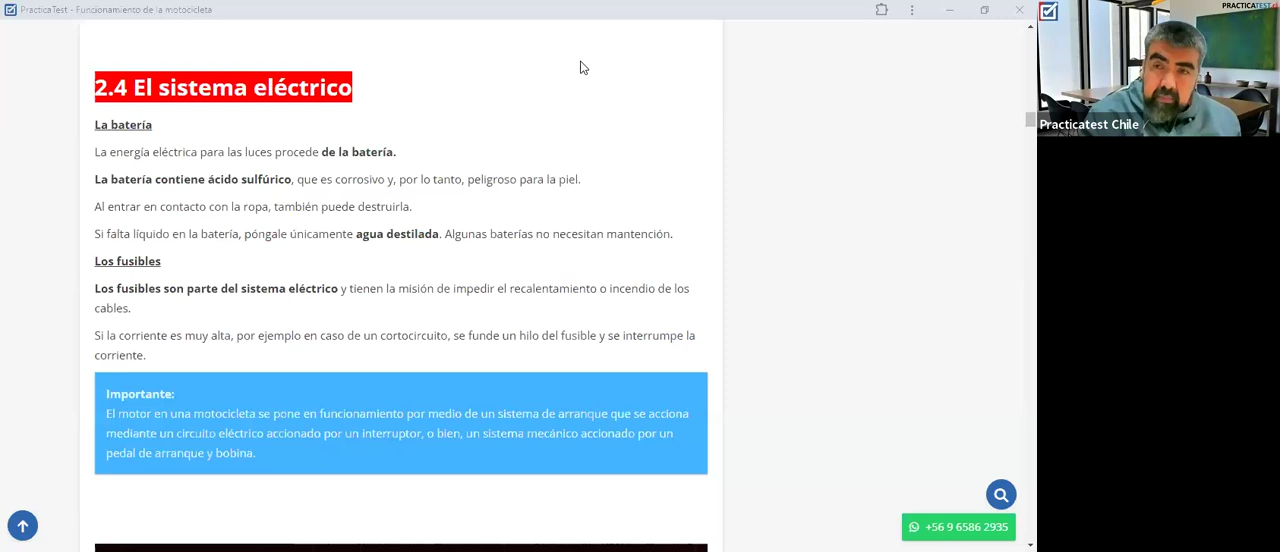 PracticaTest - Funcionamiento de la motocicleta
PRACTICATEST.cl
2.4 El sistema eléctrico
Practicatest Chile
La batería
La energía eléctrica para las luces procede de la batería.
La batería contiene ácido sulfúrico, que es corrosivo y, por lo tanto, peligroso para la piel.
Al entrar en contacto con la ropa, también puede destruirla.
Si falta líquido en la batería, póngale únicamente agua destilada. Algunas baterías no necesitan mantención.
Los fusibles
Los fusibles son parte del sistema eléctrico y tienen la misión de impedir el recalentamiento o incendio de los
cables.
Si la corriente es muy alta, por ejemplo en caso de un cortocircuito, se funde un hilo del fusible y se interrumpe la
corriente.
Importante:
El motor en una motocicleta se pone en funcionamiento por medio de un sistema de arranque que se acciona
mediante un circuito eléctrico accionado por un interruptor, o bien, un sistema mecánico accionado por un
pedal de arranque y bobina.
+56 9 6586 2935